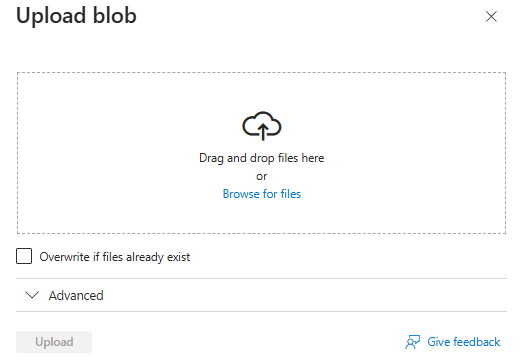 Upload blob
Drag and drop files here
or
Browse for files
Overwrite if files already exist
Advanced
Upload
Give feedback